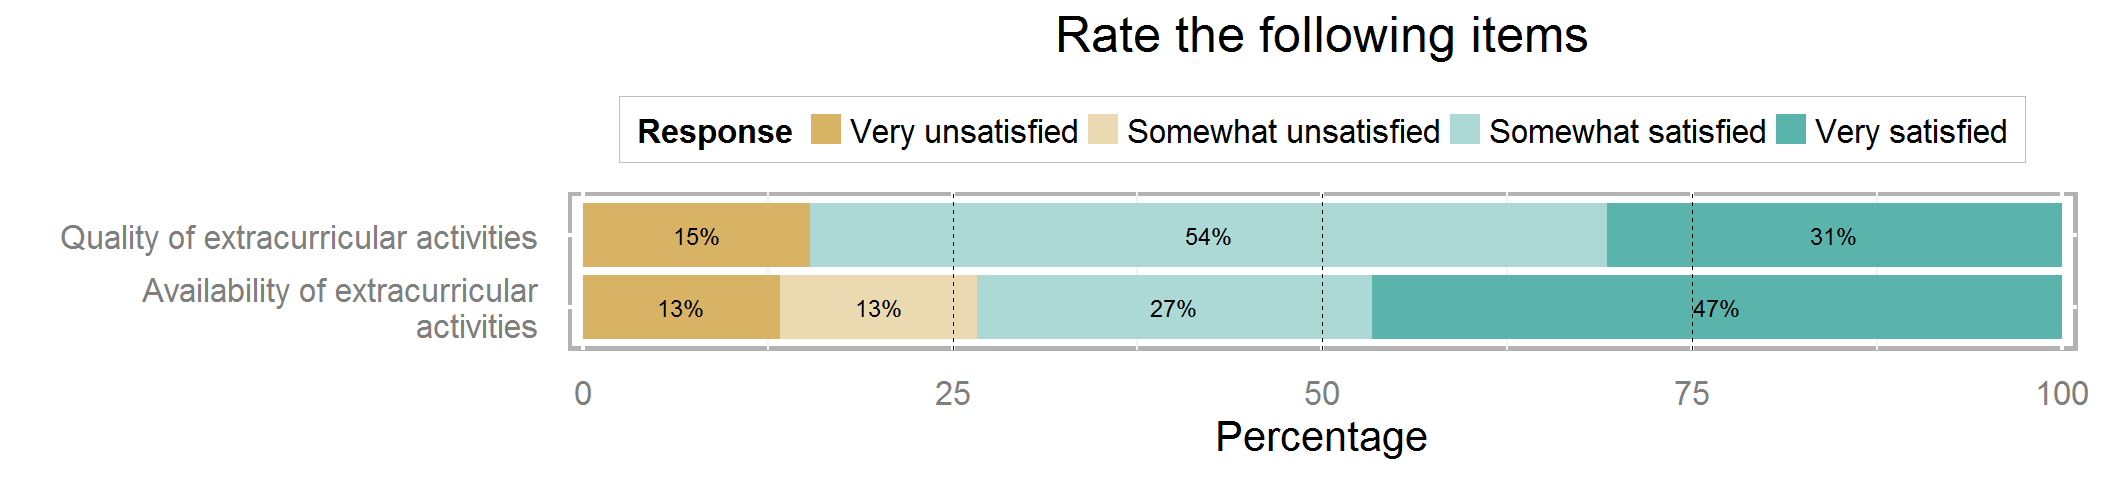 Rate the following items
Response Very unsatisfied Somewhat unsatisfied Somewhat satisfied Very satisfied
Quality of extracurricular activities 15% 54% 31%
Availability of extracurricular
activities
13% 13% 27% 47%
0 25 50 75 100
Percentage